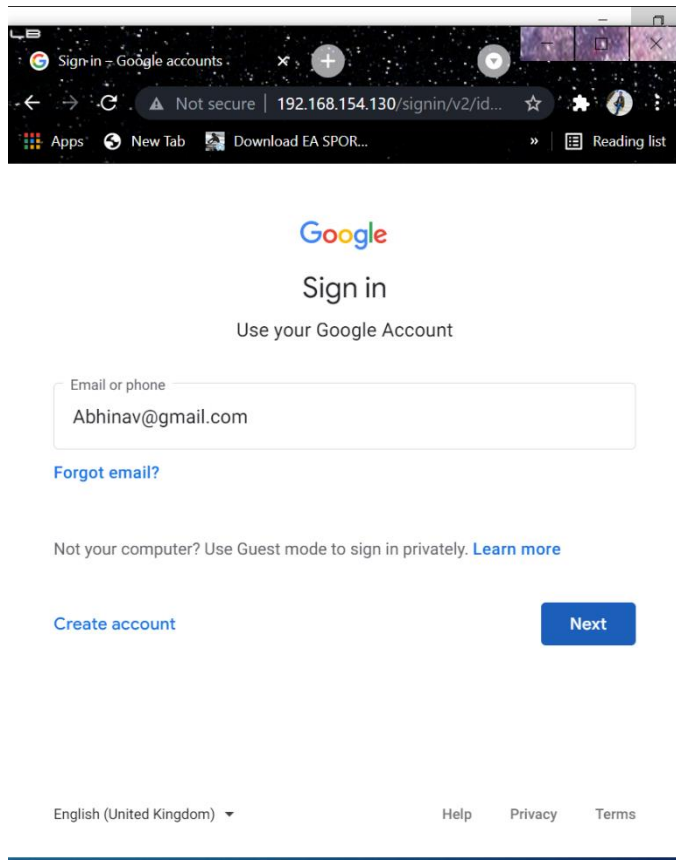 Sign in – Google accounts
Not secure | 192.168.154.130/signin/v2/id...
Apps New Tab Download EA SPOR... » Reading list
Google
Sign in
Use your Google Account
Email or phone
Abhinav@gmail.com
Forgot email?
Not your computer? Use Guest mode to sign in privately. Learn more
Create account Next
English (United Kingdom) Help Privacy Terms